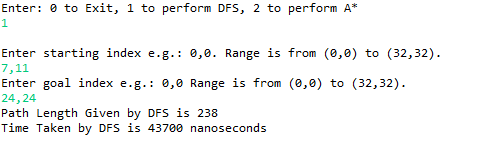 Enter: 0 to Exit, 1 to perform DFS, 2 to perform A*
1
Enter starting index e.g.: 0,0. Range is from (0,0) to (32,32).
7,11
Enter goal index e.g.: 0,0 Range is from (0,0) to (32,32).
24,24
Path Length Given by DFS is 238
Time Taken by DFS is 43700 nanoseconds